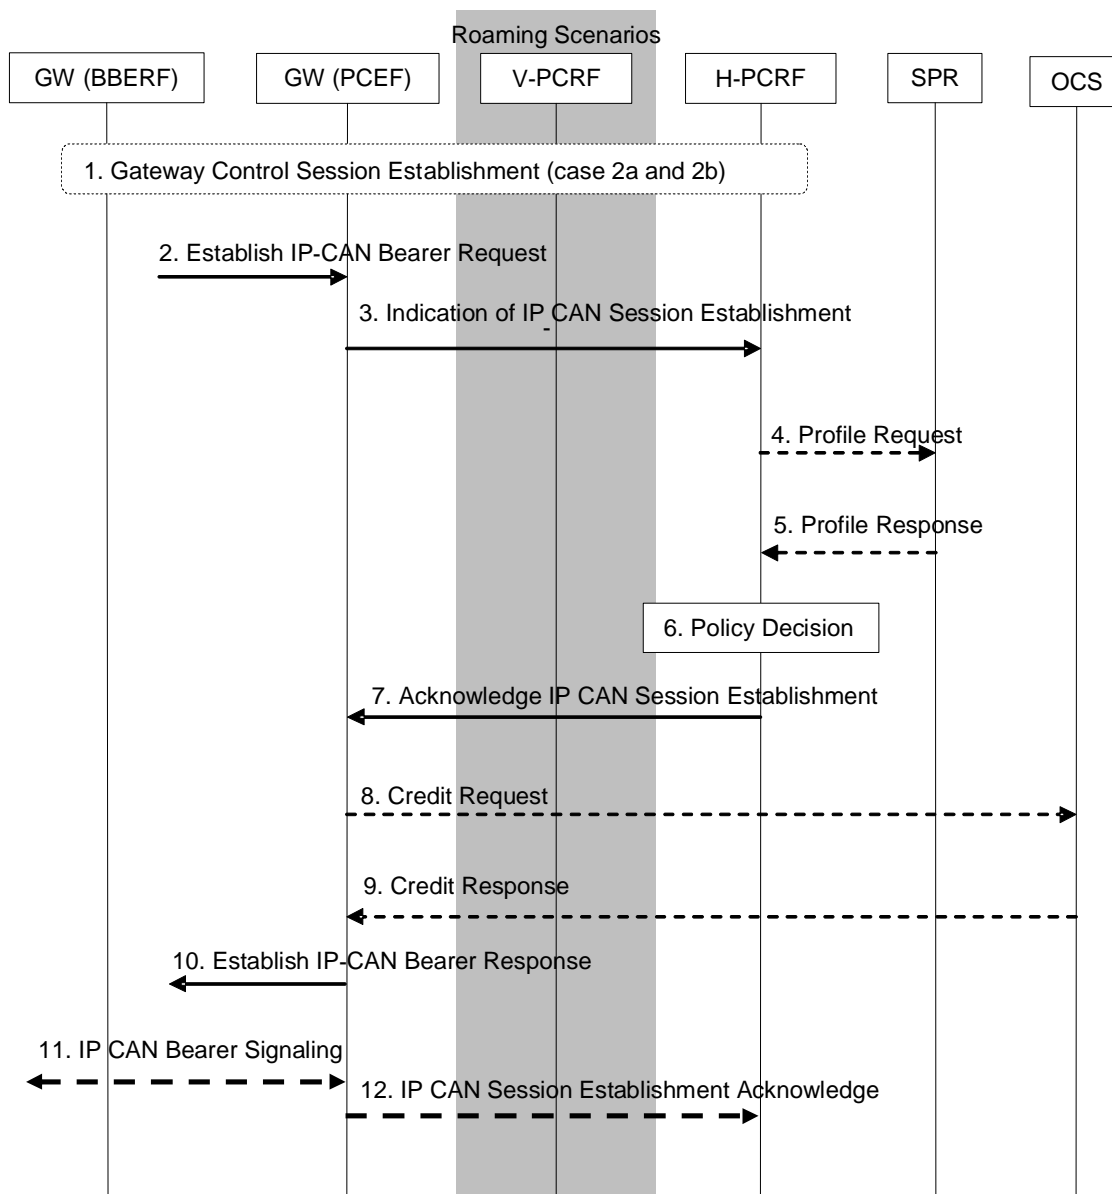 Roaming Scenarios
GW (BBERF)
GW (PCEF)
V-PCRF
H-PCRF
SPR
OCS
1. Gateway Control Session Establishment (case 2a and 2b)
2. Establish IP-CAN Bearer Request
3. Indication of IP_CAN Session Establishment
4. Profile Request
5. Profile Response
6. Policy Decision
7. Acknowledge IP CAN Session Establishment
8. Credit Request
9. Credit Response
10. Establish IP-CAN Bearer Response
11. IP CAN Bearer Signaling
12. IP CAN Session Establishment Acknowledge